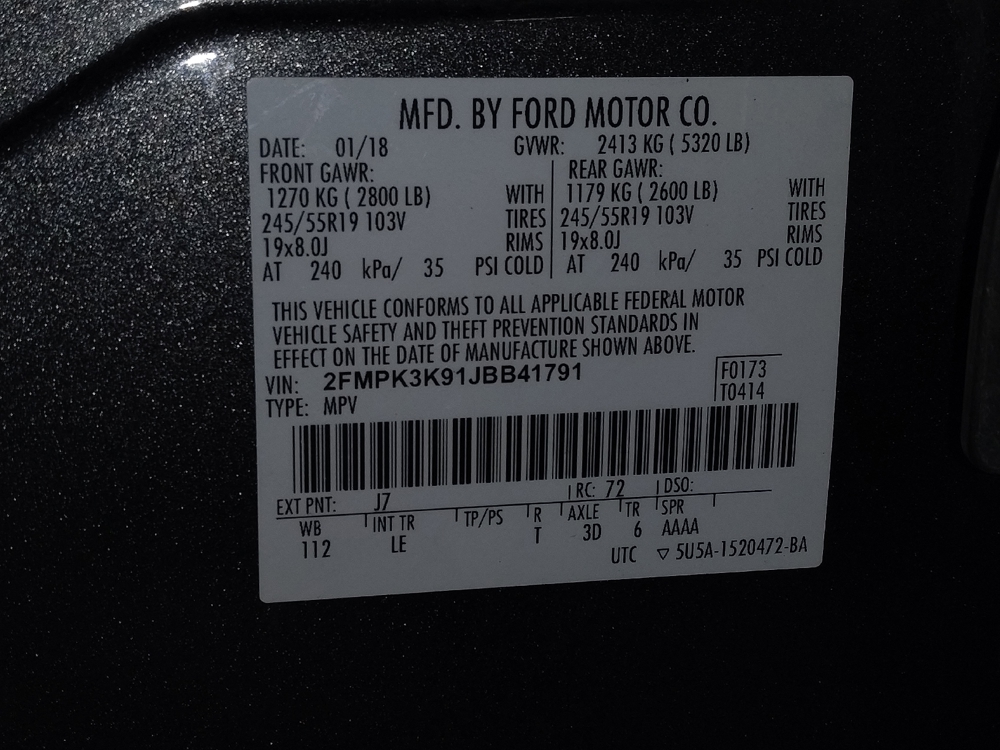 MFD. BY FORD MOTOR CO.
DATE: 01/18 GVWR: 2413 KG ( 5320 LB)
FRONT GAWR: REAR GAWR:
1270 KG ( 2800 LB) WITH 1179 KG ( 2600 LB) WITH
245/55R19 103V TIRES 245/55R19 103V TIRES
19x8.0J RIMS 19x8.0J RIMS
AT 240 kPa/ 35 PSI COLD AT 240 kPa/ 35 PSI COLD
THIS VEHICLE CONFORMS TO ALL APPLICABLE FEDERAL MOTOR
VEHICLE SAFETY AND THEFT PREVENTION STANDARDS IN
EFFECT ON THE DATE OF MANUFACTURE SHOWN ABOVE.
VIN: 2FMPK3K91JBB41791 F0173
TYPE: MPV T0414
EXT PNT: J7 RC: 72 DSO:
WB INT TR TP/PS R AXLE TR SPR
112 LE T 3D 6 AAAA
UTC ▽ 5U5A-1520472-BA